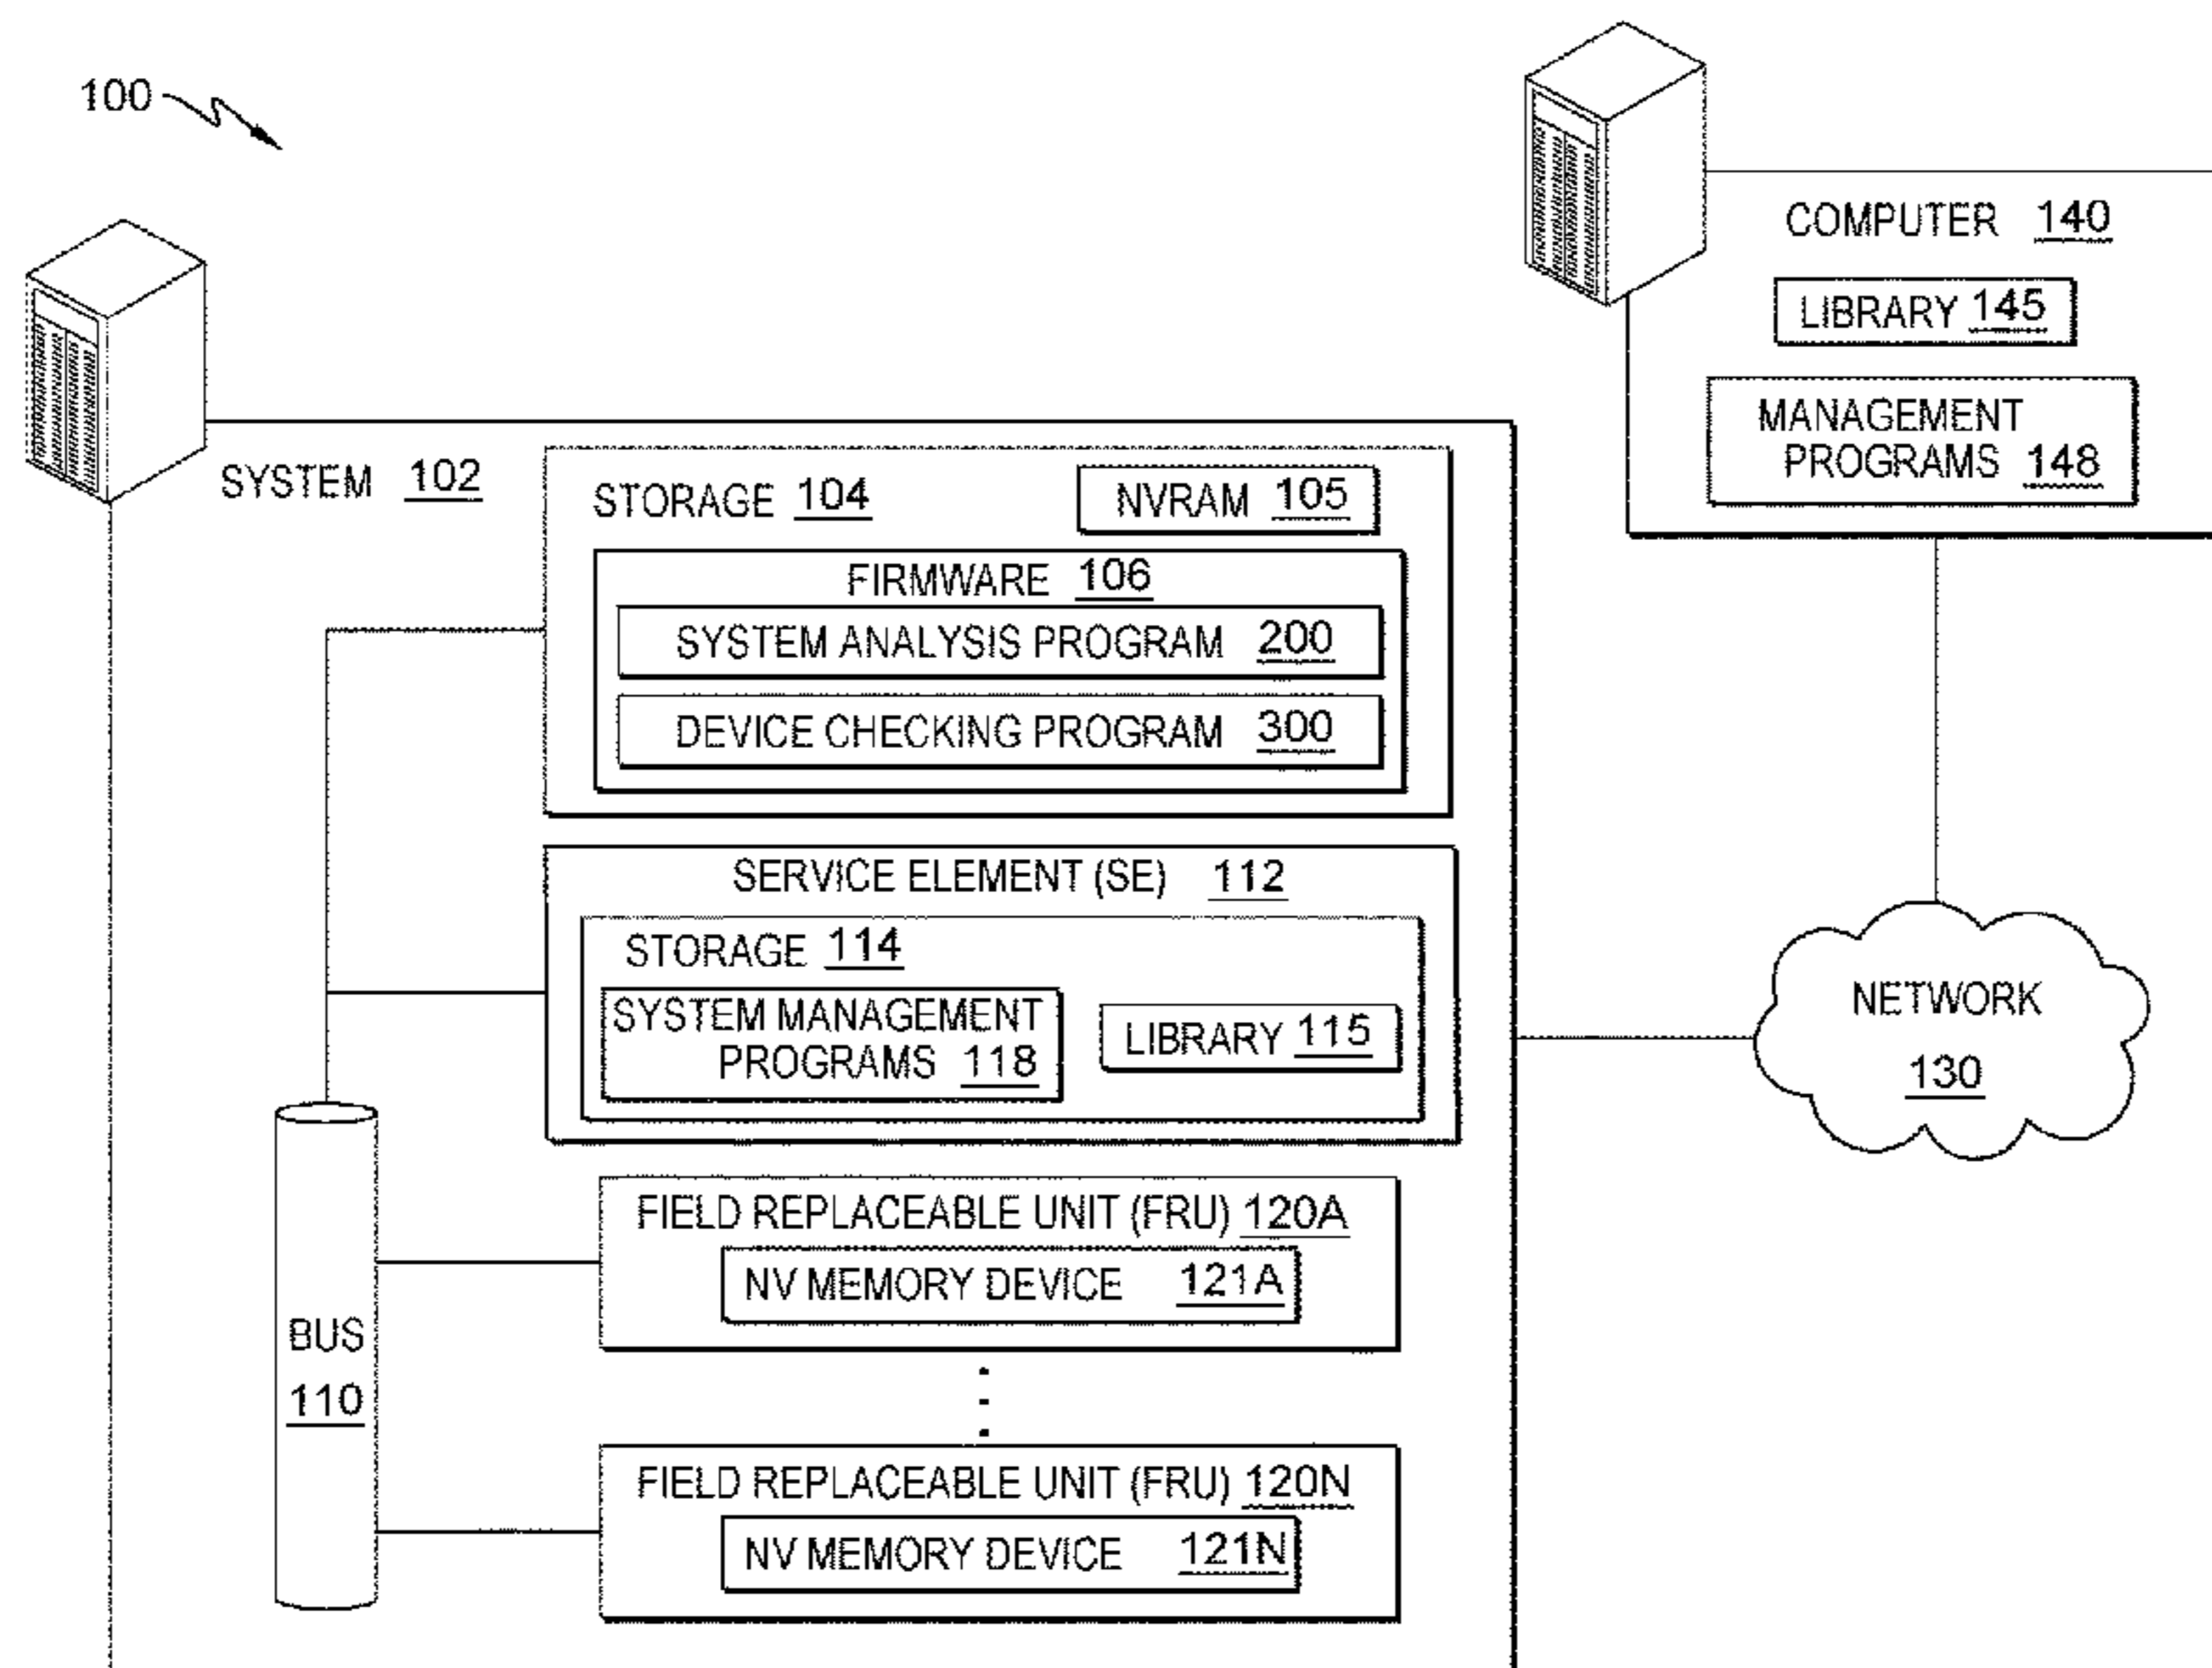 100
COMPUTER 140
LIBRARY 145
MANAGEMENT
PROGRAMS 148
SYSTEM 102
STORAGE 104
NVRAM 105
FIRMWARE 106
SYSTEM ANALYSIS PROGRAM 200
DEVICE CHECKING PROGRAM 300
SERVICE ELEMENT (SE) 112
STORAGE 114
SYSTEM MANAGEMENT
PROGRAMS 118
LIBRARY 115
NETWORK
130
BUS
110
FIELD REPLACEABLE UNIT (FRU) 120A
NV MEMORY DEVICE 121A
FIELD REPLACEABLE UNIT (FRU) 120N
NV MEMORY DEVICE 121N